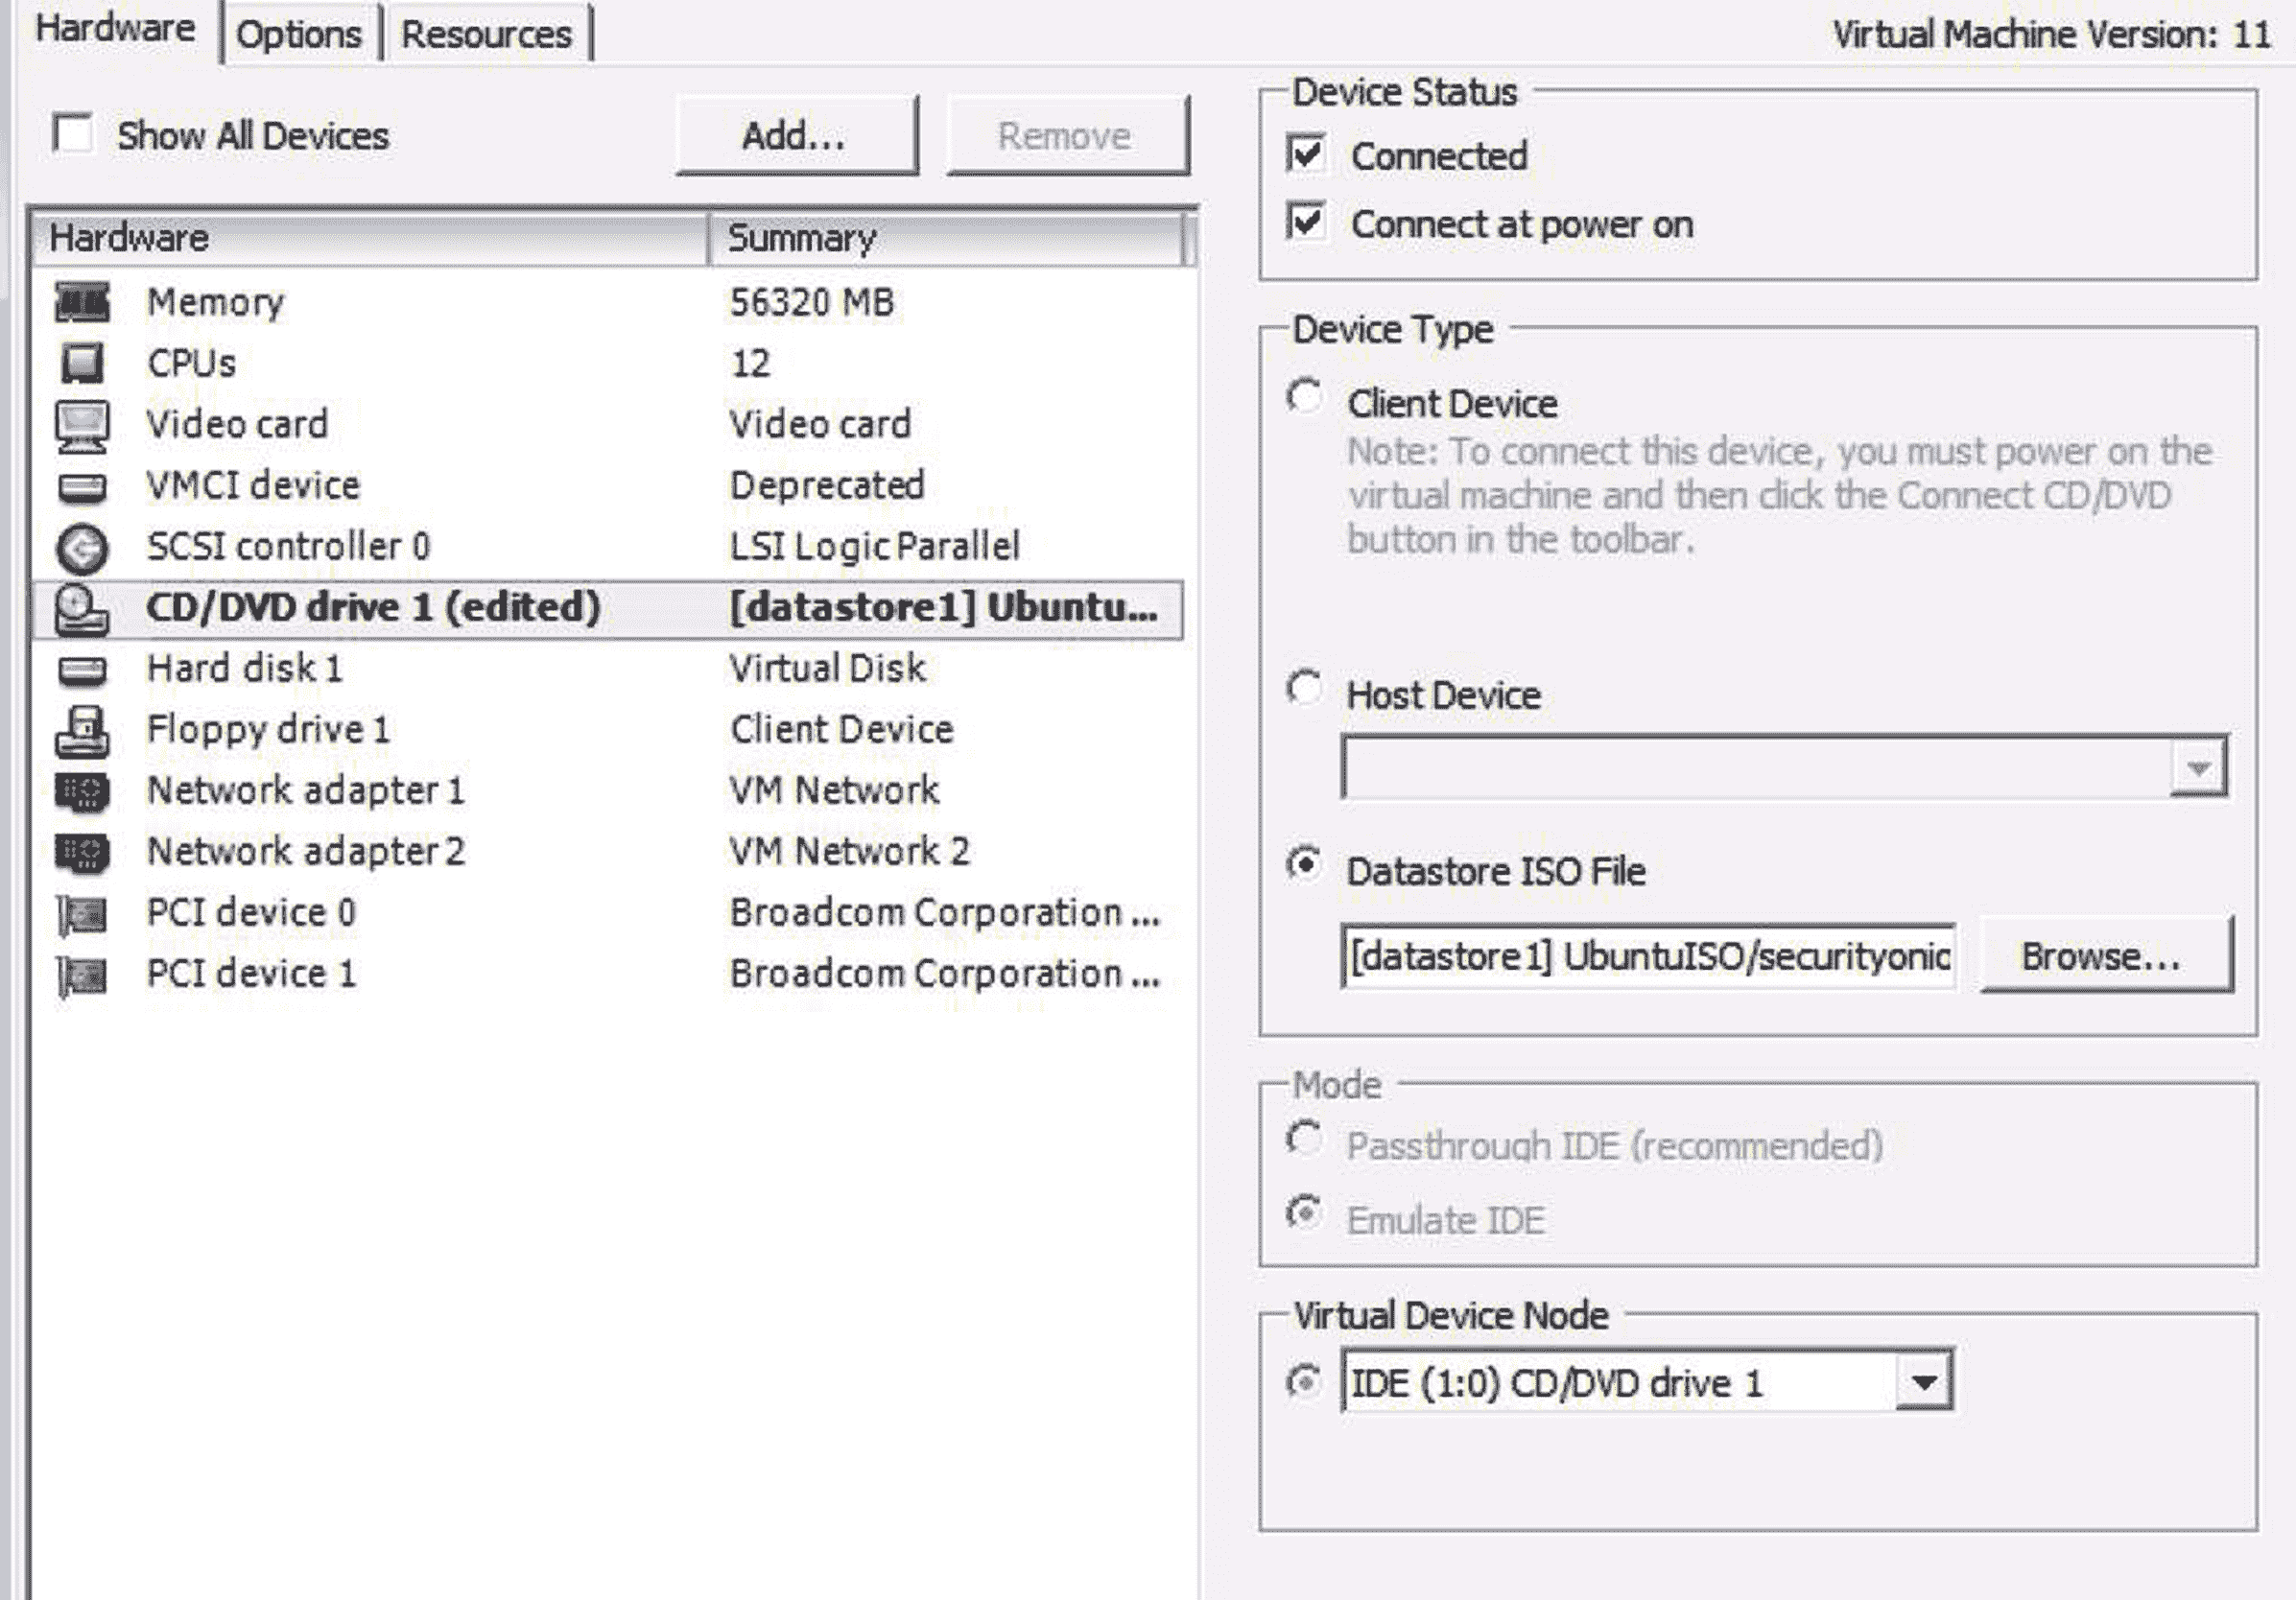 Hardware Options Resources Virtual Machine Version: 11
Show All Devices Add... Remove
Hardware Summary
Memory 56320 MB
CPUs 12
Video card Video card
VMCI device Deprecated
SCSI controller 0 LSI Logic Parallel
CD/DVD drive 1 (edited) [datastore1] Ubuntu...
Hard disk 1 Virtual Disk
Floppy drive 1 Client Device
Network adapter 1 VM Network
Network adapter 2 VM Network 2
PCI device 0 Broadcom Corporation ...
PCI device 1 Broadcom Corporation ...
Device Status
Connected
Connect at power on
Device Type
Client Device
Note: To connect this device, you must power on the
virtual machine and then click the Connect CD/DVD
button in the toolbar.
Host Device
Datastore ISO File
[datastore1] UbuntuISO/securityonio Browse...
Mode
Passthrough IDE (recommended)
Emulate IDE
Virtual Device Node
IDE (1:0) CD/DVD drive 1